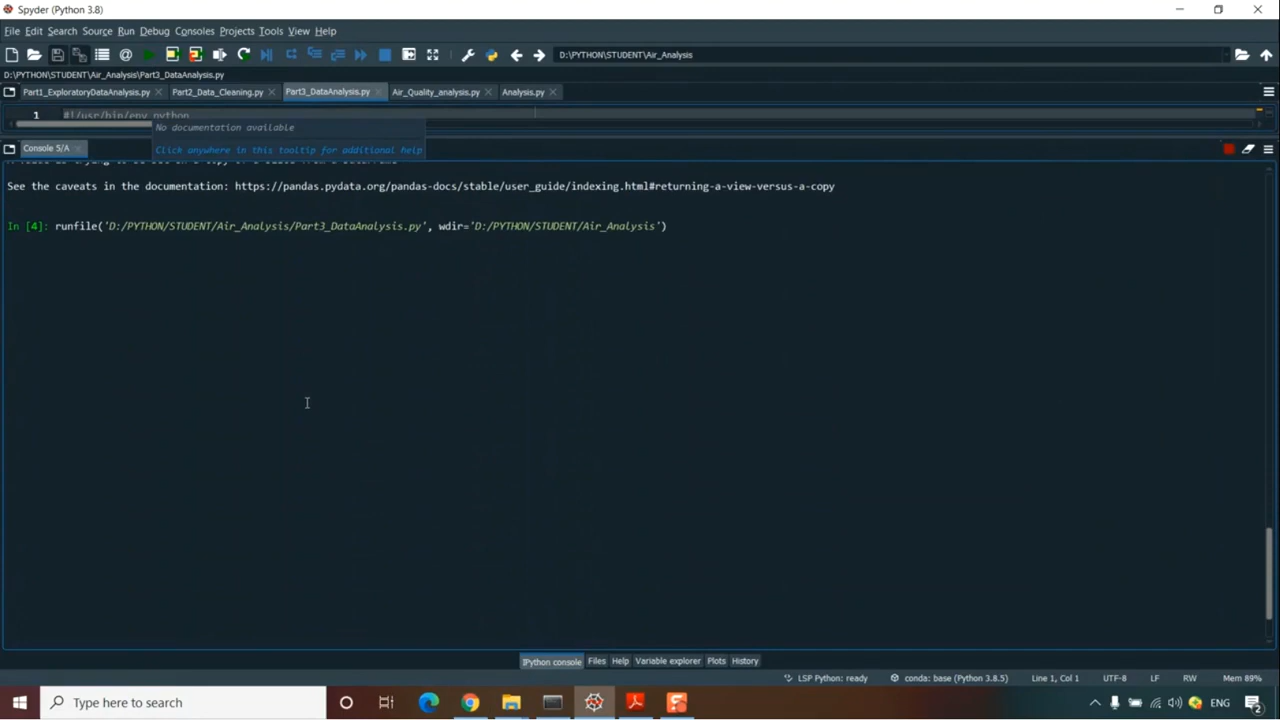 Spyder (Python 3.8)
File Edit Search Source Run Debug Consoles Projects Tools View Help
D:\PYTHON\STUDENT\Air_Analysis
D:\PYTHON\STUDENT\Air_Analysis\Part3_DataAnalysis.py
Part1_ExploratoryDataAnalysis.py Part2_Data_Cleaning.py Part3_DataAnalysis.py Air_Quality_analysis.py Analysis.py
1 #!/usr/bin/env python
No documentation available
Click anywhere in this tooltip for additional help
Console 5/A
See the caveats in the documentation: https://pandas.pydata.org/pandas-docs/stable/user_guide/indexing.html#returning-a-view-versus-a-copy
In [4]: runfile('D:/PYTHON/STUDENT/Air_Analysis/Part3_DataAnalysis.py', wdir='D:/PYTHON/STUDENT/Air_Analysis')
IPython console Files Help Variable explorer Plots History
LSP Python: ready conda: base (Python 3.8.5) Line 1, Col 1 UTF-8 LF RW Mem 89%
Type here to search
ENG
2